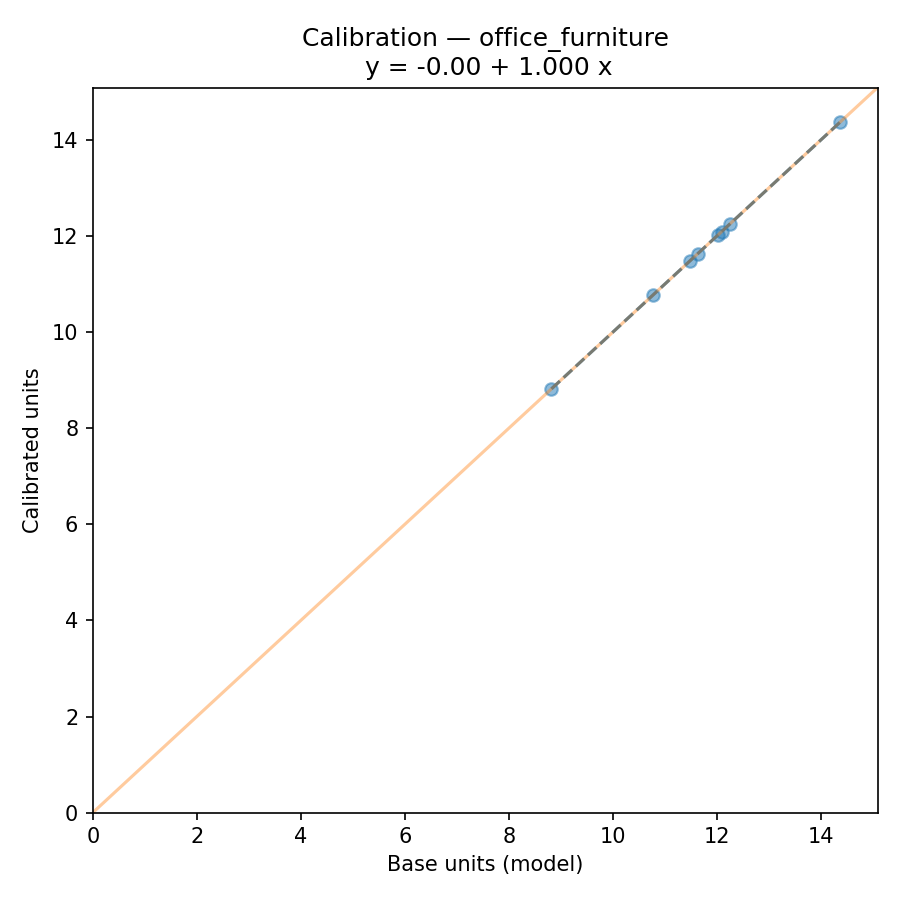 Calibration — office_furniture
y = -0.00 + 1.000 x
14
12
10
8
6
4
2
0
Calibrated units
0 2 4 6 8 10 12 14
Base units (model)